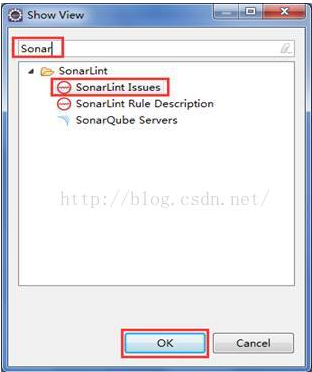 Show View
Sonar
SonarLint
SonarLint Issues
SonarLint Rule Description
SonarQube Servers
http://blog.csdn.net/
OK
Cancel